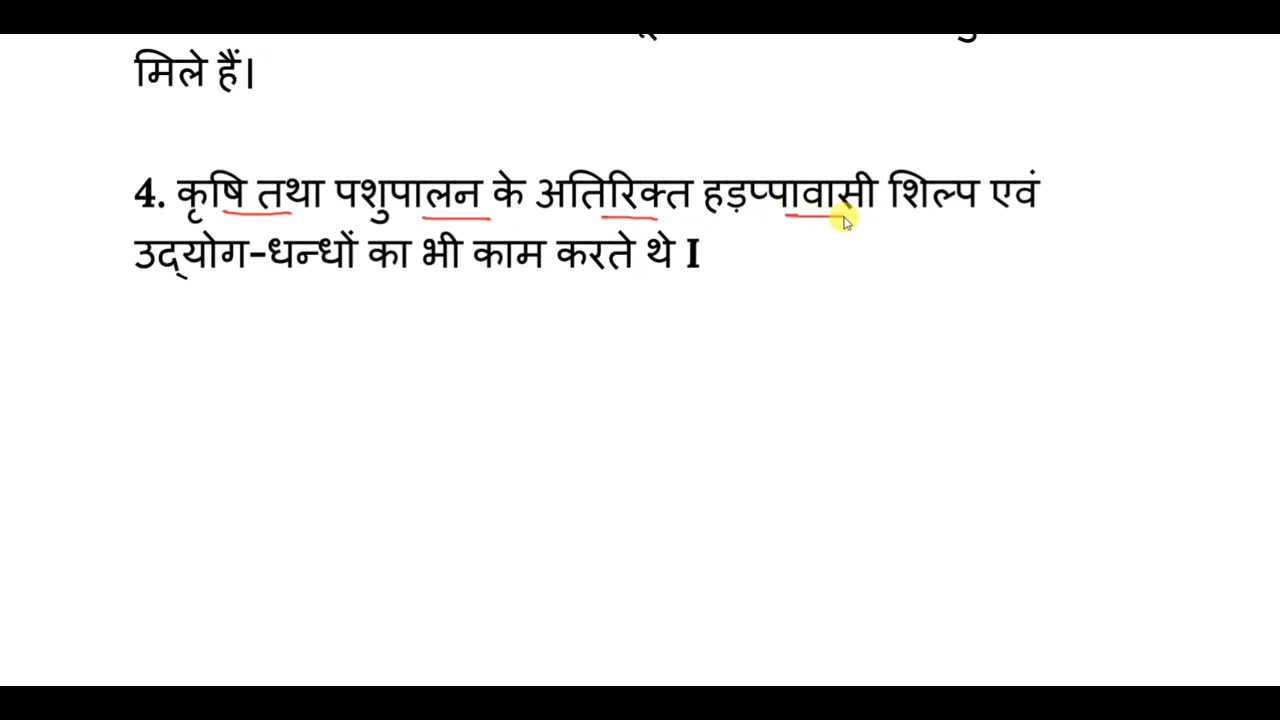 मिले हैं।
4. कृषि तथा पशुपालन के अतिरिक्त हड़प्पावासी शिल्प एवं
उद्योग-धन्धों का भी काम करते थे I